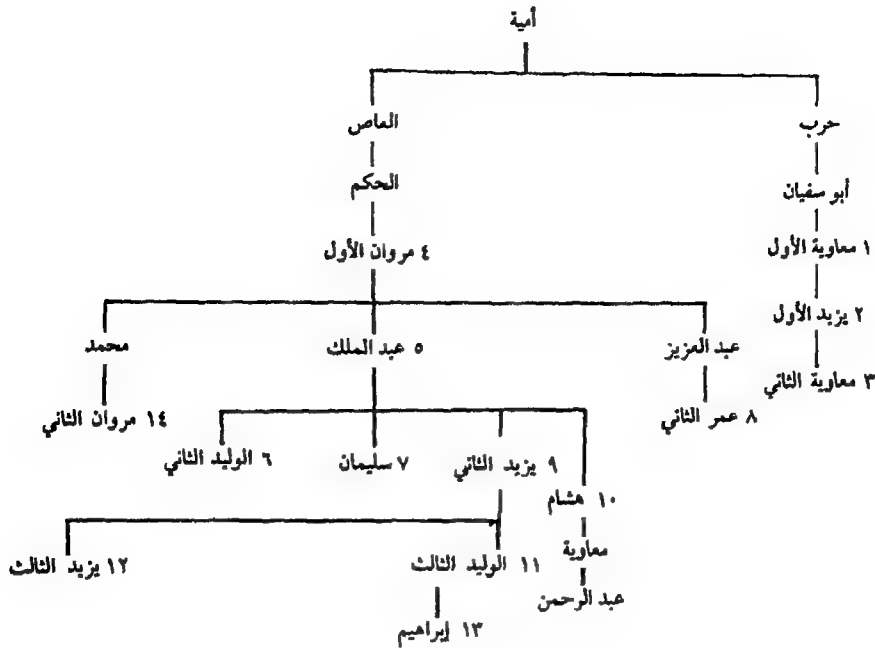 أمية
حرب
العاص
أبو سفيان
الحكم
١ معاوية الأول
٤ مروان الأول
٢ يزيد الأول
عبد العزيز
٥ عبد الملك
محمد
٣ معاوية الثاني
٨ عمر الثاني
١٤ مروان الثاني
٩ يزيد الثاني
٧ سليمان
٦ الوليد الثاني
١٠ هشام
معاوية
١١ الوليد الثالث
١٢ يزيد الثالث
عبد الرحمن
١٣ إبراهيم